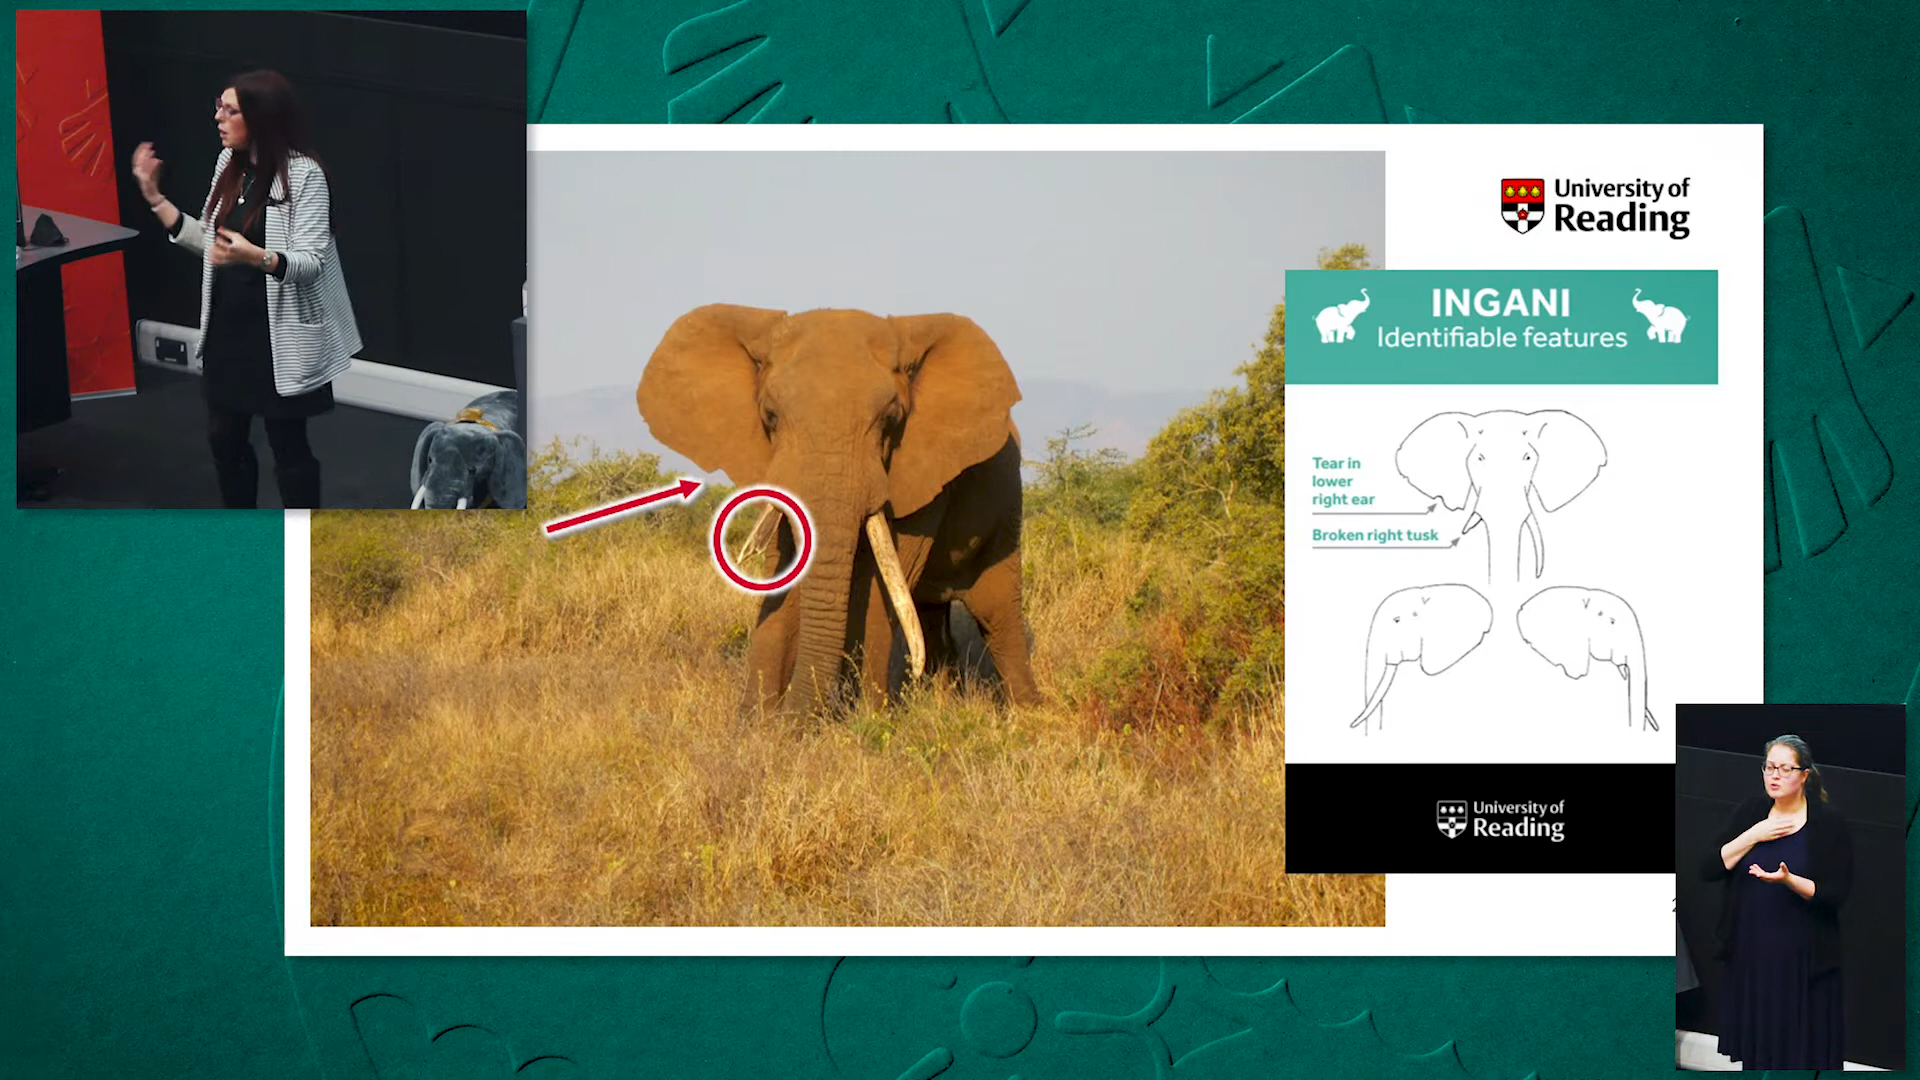 University of
Reading
INGANI
Identifiable features
Tear in
lower
right ear
Broken right tusk
University of
Reading